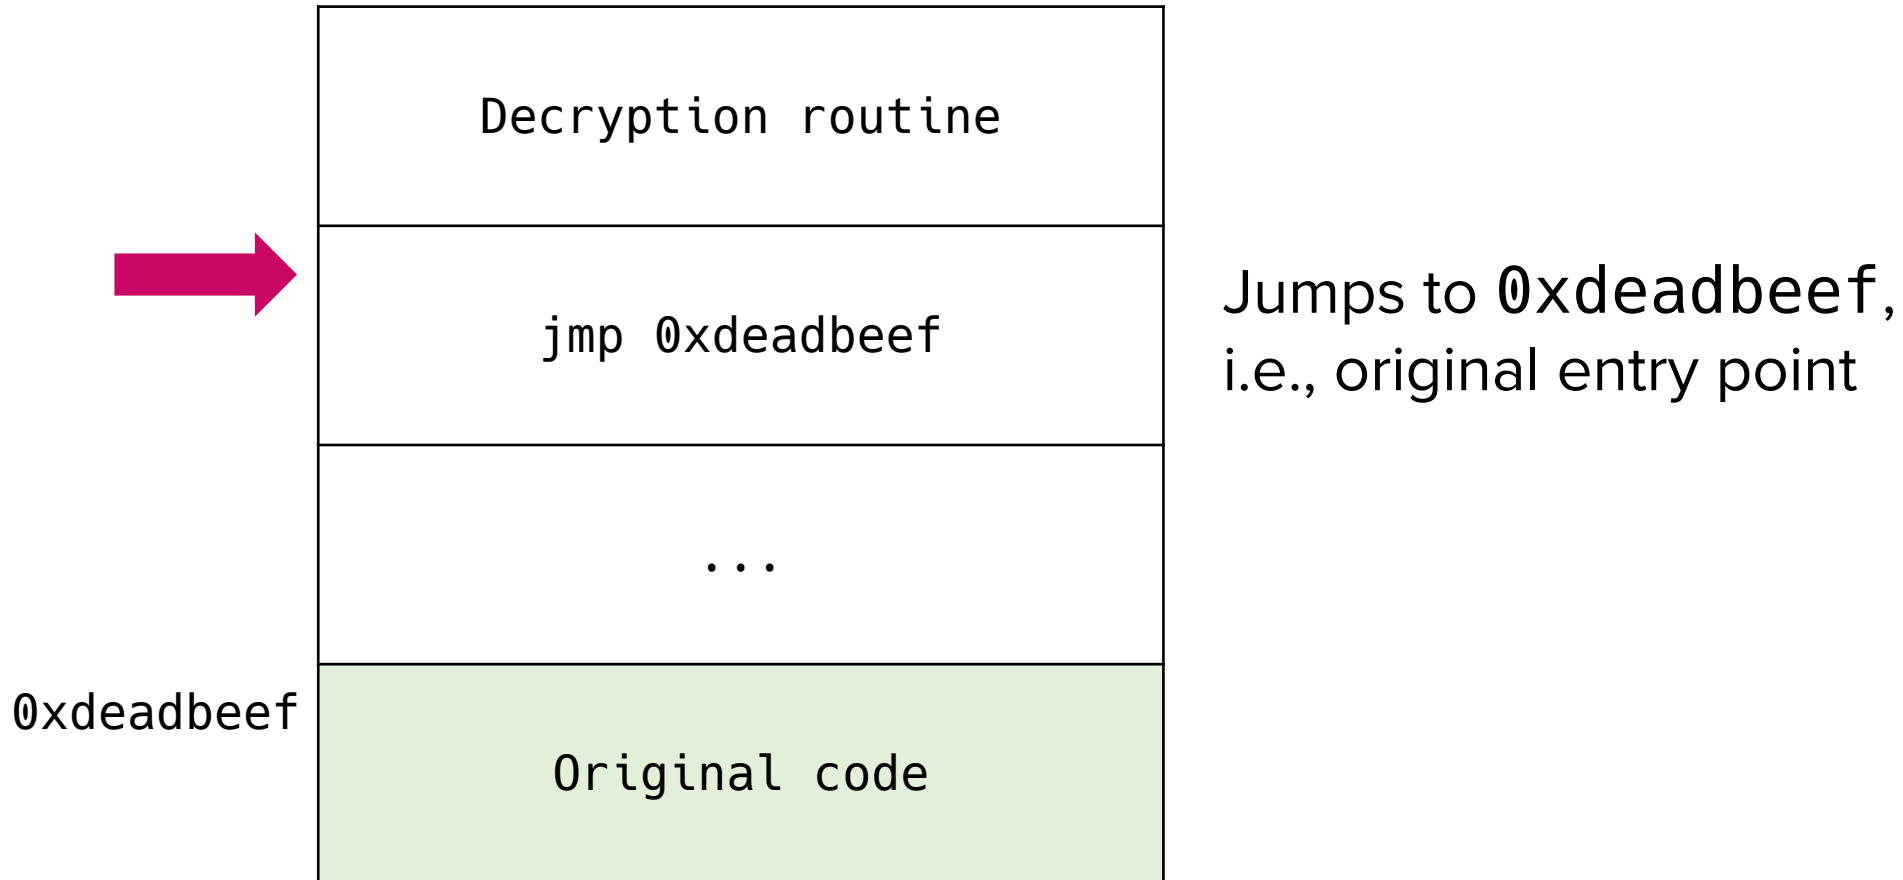 Decryption routine
jmp 0xdeadbeef
Jumps to 0xdeadbeef,
i.e., original entry point
...
0xdeadbeef
Original code